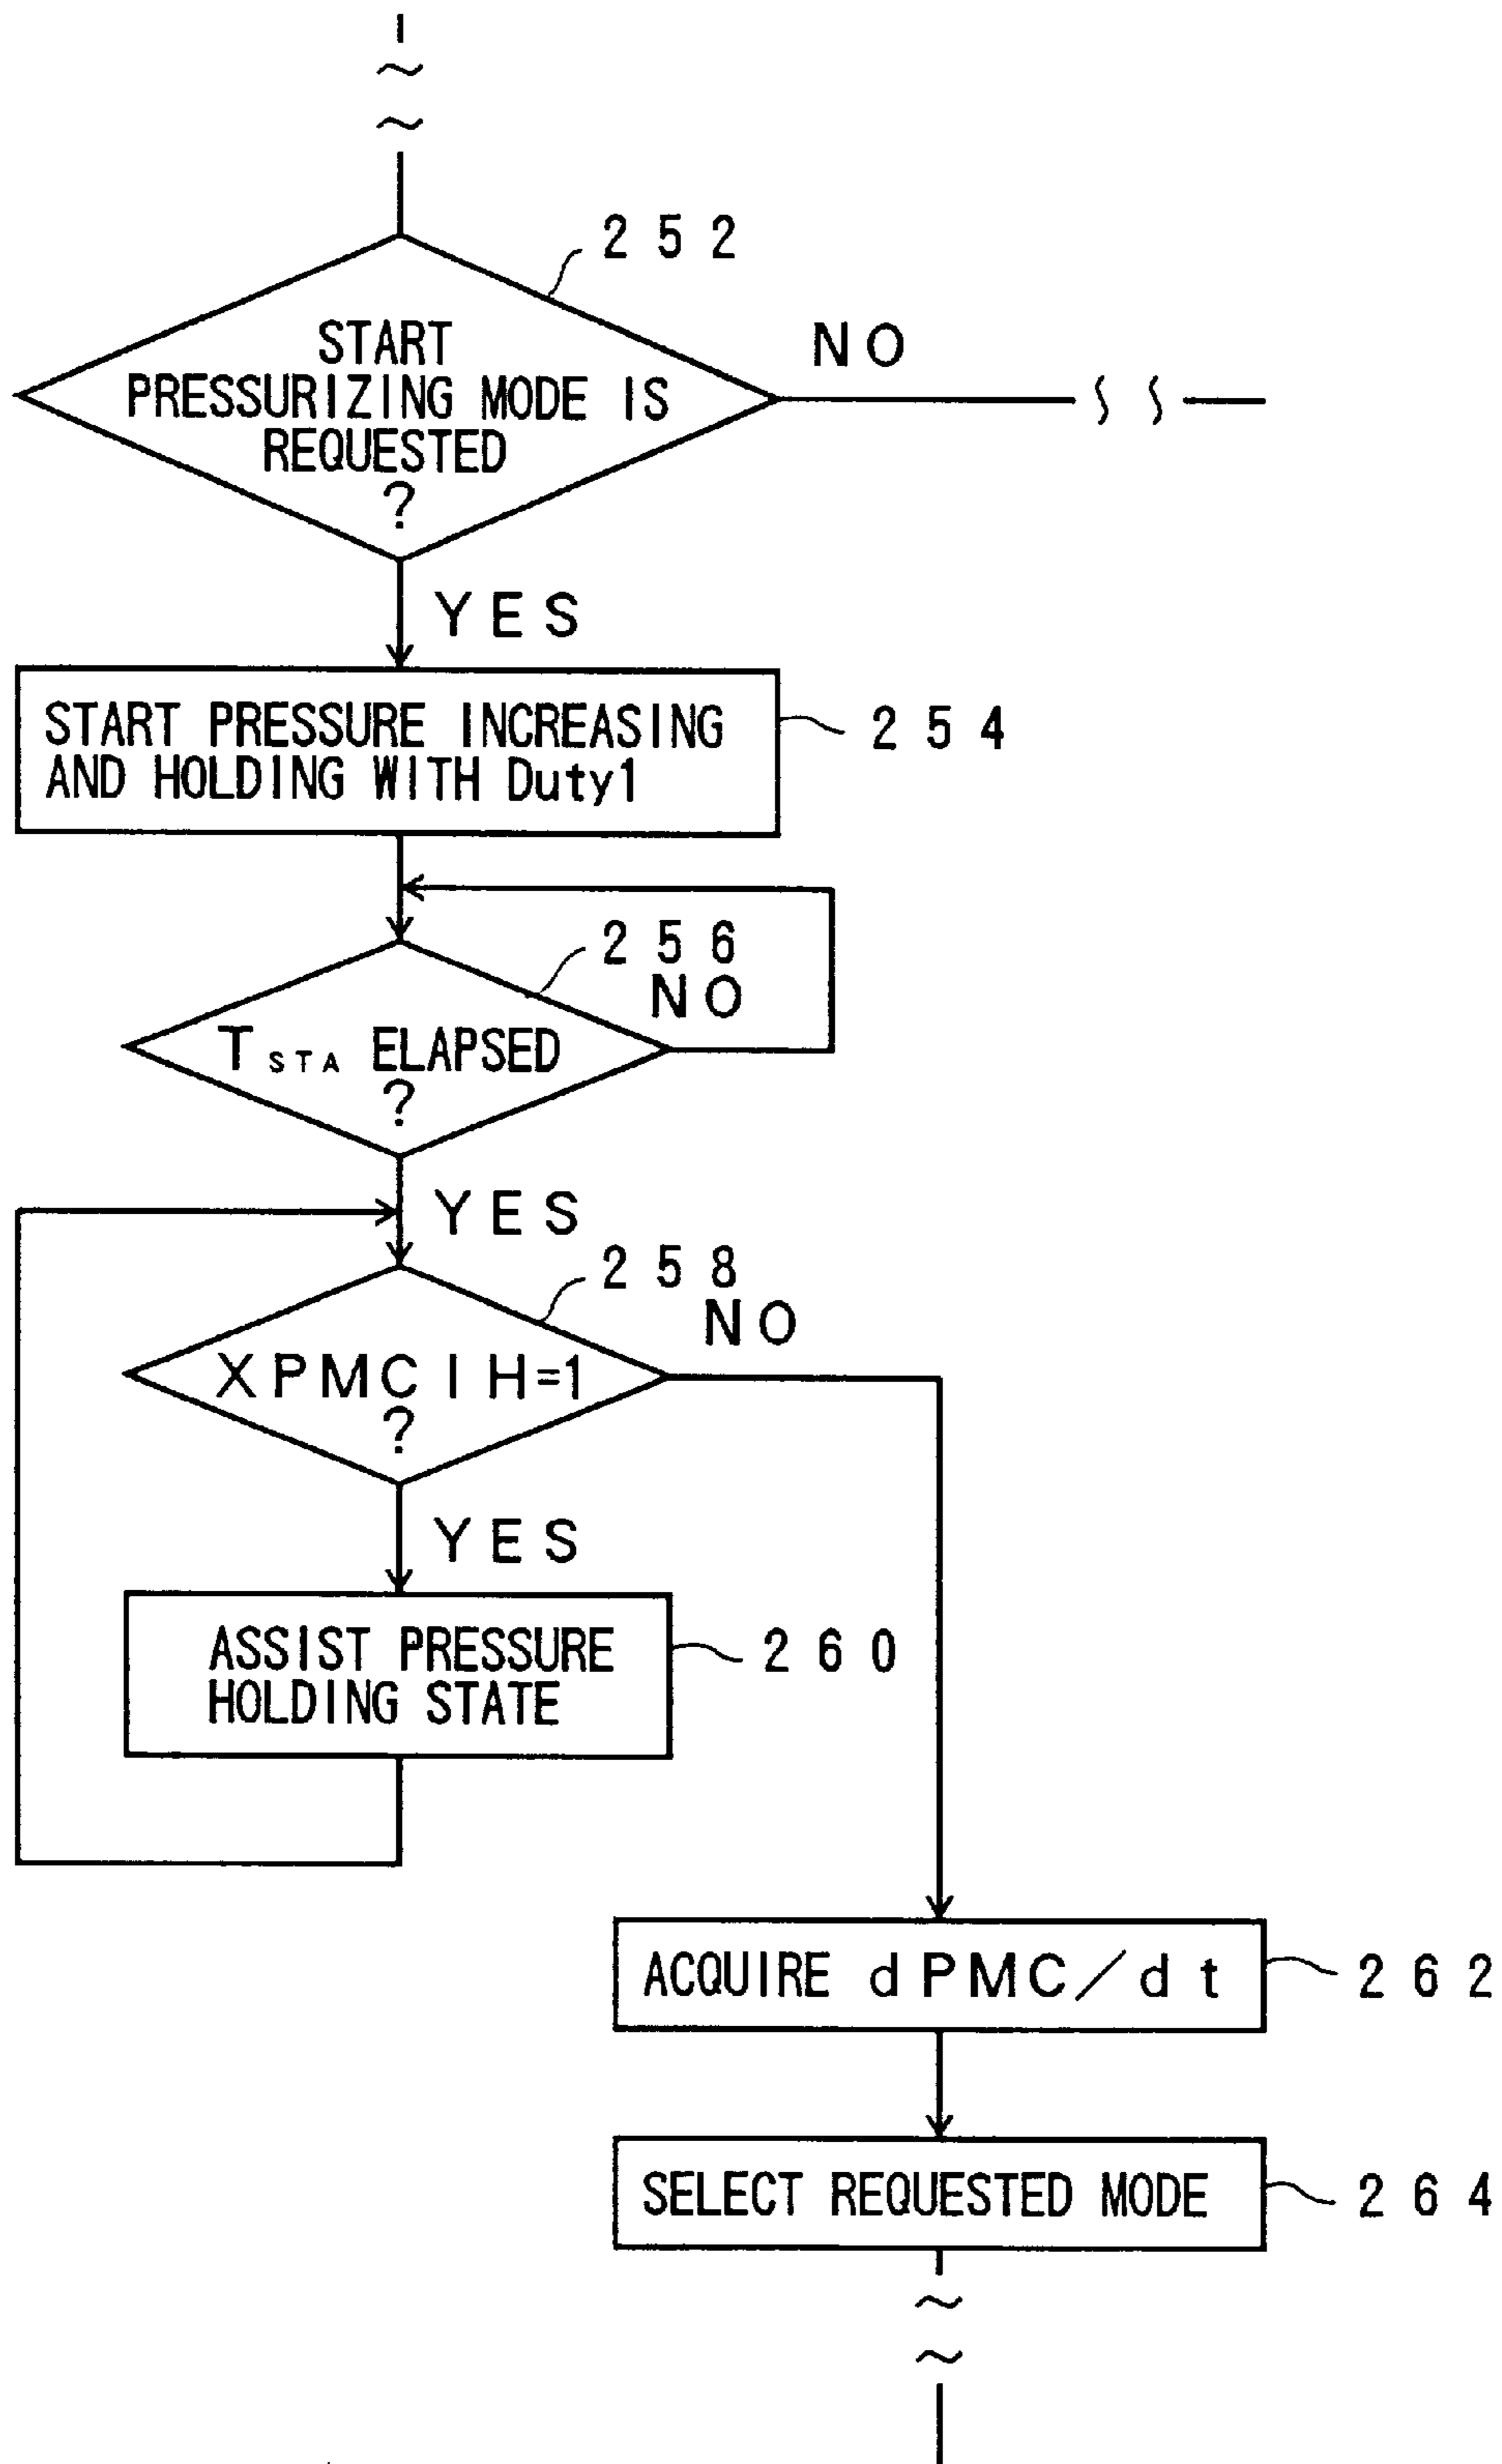 252
START
PRESSURIZING MODE IS
REQUESTED
?
NO
YES
START PRESSURE INCREASING
AND HOLDING WITH Duty1
254
256
NO
TSTA ELAPSED
?
YES
258
NO
XPMCIH=1
?
YES
ASSIST PRESSURE
HOLDING STATE
260
ACQUIRE dPMC/dt
262
SELECT REQUESTED MODE
264